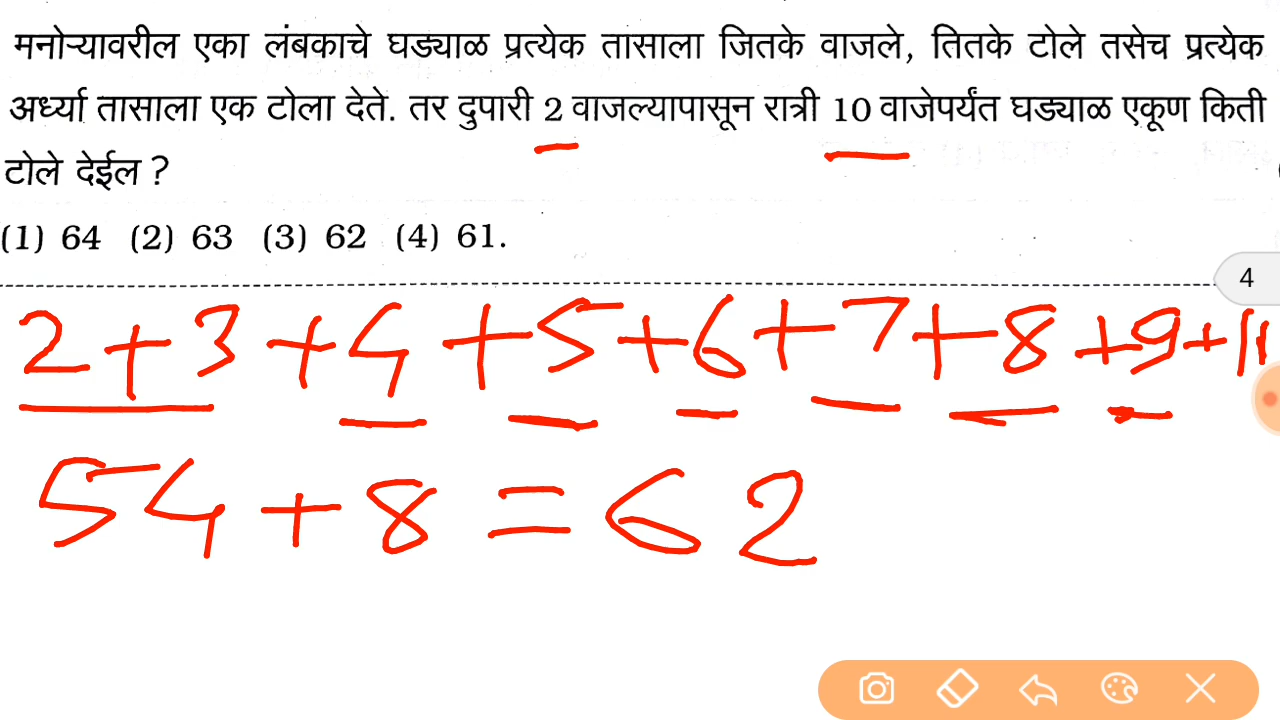 मनोऱ्यावरील एका लंबकाचे घड्याळ प्रत्येक तासाला जितके वाजले, तितके टोले तसेच प्रत्येक
अर्ध्या तासाला एक टोला देते. तर दुपारी 2 वाजल्यापासून रात्री 10 वाजेपर्यंत घड्याळ एकूण किती
टोले देईल ?
(1) 64 (2) 63 (3) 62 (4) 61.
4
2 + 3 + 4 + 5 + 6 + 7 + 8 + 9 +
54 + 8 = 62